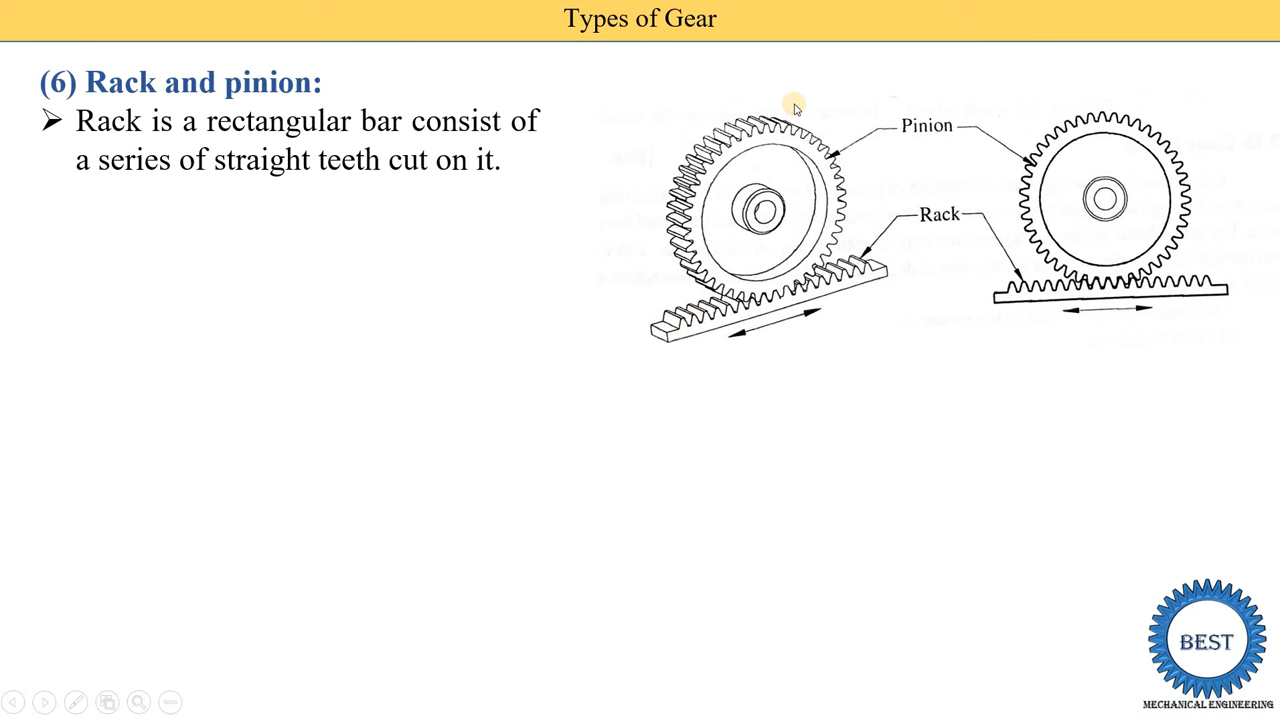 Types of Gear
(6) Rack and pinion:
➢ Rack is a rectangular bar consist of
a series of straight teeth cut on it.
Pinion
Rack
BEST
MECHANICAL ENGINEERING